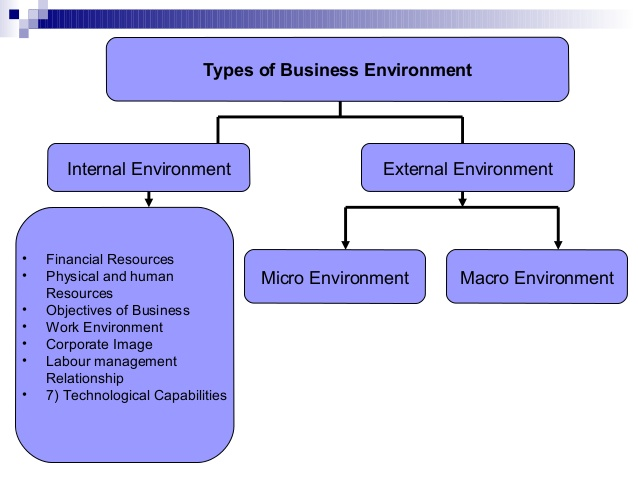 Types of Business Environment
Internal Environment
External Environment
• Financial Resources
• Physical and human
Resources
• Objectives of Business
• Work Environment
• Corporate Image
• Labour management
Relationship
• 7) Technological Capabilities
Micro Environment
Macro Environment